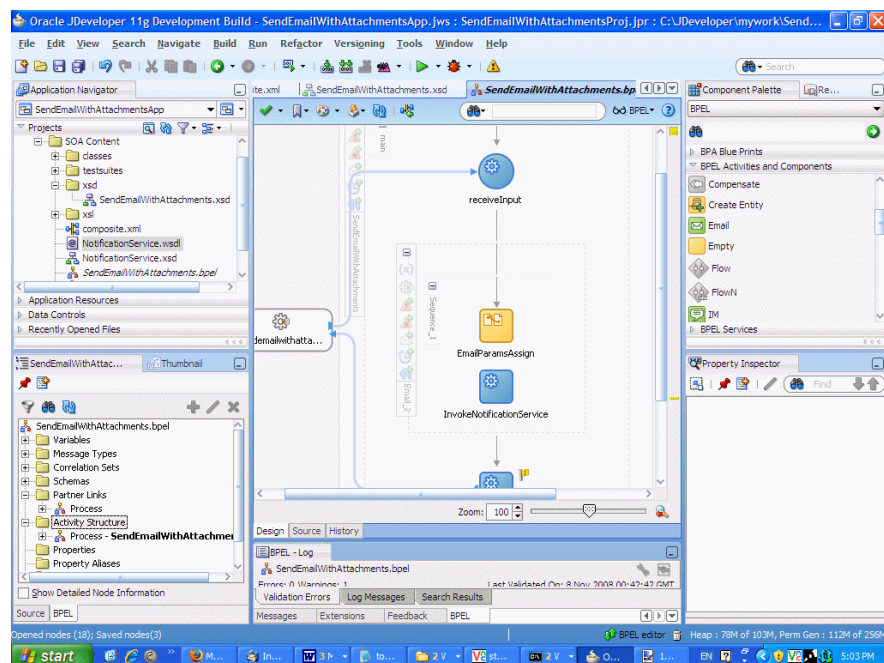 Oracle JDeveloper 11g Development Build - SendEmailWithAttachmentsApp.jws : SendEmailWithAttachmentsProj.jpr : C:\JDeveloper\mywork\Send...
File Edit View Search Navigate Build Run Refactor Versioning Tools Window Help
Search
Application Navigator
SendEmailWithAttachmentsApp
Projects
SOA Content
classes
testsuites
xsd
SendEmailWithAttachments.xsd
xsl
composite.xml
NotificationService.wsdl
NotificationService.xsd
SendEmailWithAttachments.bpel
Application Resources
Data Controls
Recently Opened Files
SendEmailWithAttac...
Thumbnail
SendEmailWithAttachments.bpel
Variables
Message Types
Correlation Sets
Schemas
Partner Links
Process
Activity Structure
Process - SendEmailWithAttachmer
Properties
Property Aliases
Show Detailed Node Information
Source BPEL
ite.xml
SendEmailWithAttachments.xsd
SendEmailWithAttachments.bp
BPEL
main
SendEmailWithAttachments
receiveInput
Sequence_1
Email_2
demailwithatta...
EmailParamsAssign
InvokeNotificationService
Zoom: 100
Design Source History
BPEL - Log
SendEmailWithAttachments.bpel
Errors: 0 Warnings: 1 Last Validated On: 8 Nov 2008 00:42:42 GMT
Validation Errors Log Messages Search Results
Messages Extensions Feedback BPEL
Component Palette
Re...
BPEL
BPA Blue Prints
BPEL Activities and Components
Compensate
Create Entity
Email
Empty
Flow
FlowN
IM
BPEL Services
Property Inspector
Find
Opened nodes (18); Saved nodes(3)
BPEL editor
Heap : 78M of 103M, Perm Gen : 112M of 256M
start
M...
In...
3 N
to...
2 V
st...
2 V
O...
1...
EN
5:03 PM